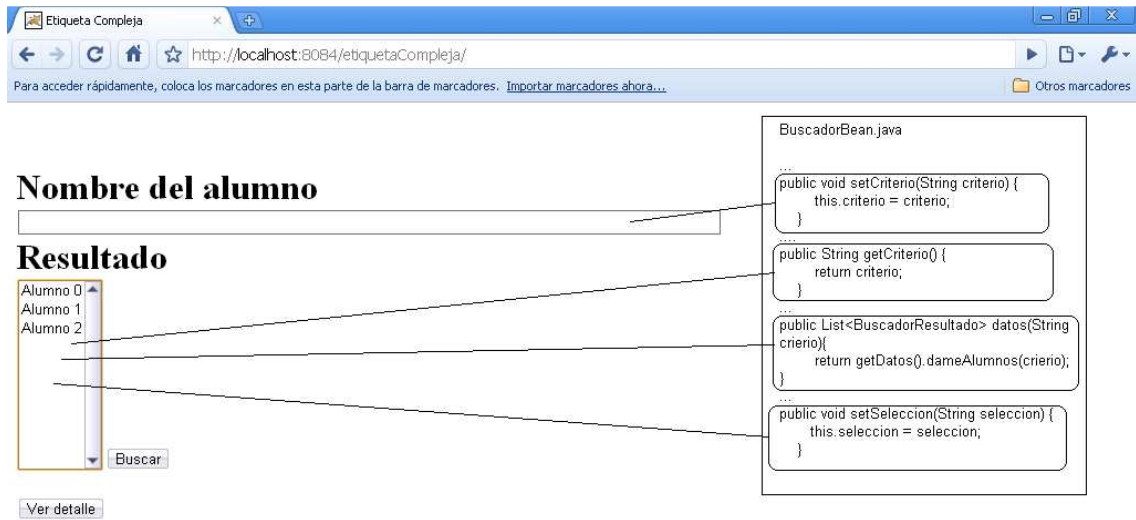 Etiqueta Compleja
http://localhost:8084/etiquetaCompleja/
Para acceder rápidamente, coloca los marcadores en esta parte de la barra de marcadores. Importar marcadores ahora...
Otros marcadores
Nombre del alumno
Resultado
Alumno 0
Alumno 1
Alumno 2
Buscar
Ver detalle
BuscadorBean.java
...
public void setCriterio(String criterio) {
this.criterio = criterio;
}
....
public String getCriterio() {
return criterio;
}
...
public List<BuscadorResultado> datos(String
crierio){
return getDatos().dameAlumnos(crierio);
}
...
public void setSeleccion(String seleccion) {
this.seleccion = seleccion;
}